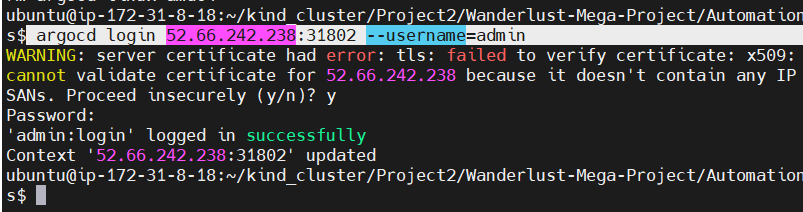 ubuntu@ip-172-31-8-18:~/kind_cluster/Project2/Wanderlust-Mega-Project/Automation
s$ argocd login 52.66.242.238:31802 --username=admin
WARNING: server certificate had error: tls: failed to verify certificate: x509:
cannot validate certificate for 52.66.242.238 because it doesn't contain any IP
SANs. Proceed insecurely (y/n)? y
Password:
'admin:login' logged in successfully
Context '52.66.242.238:31802' updated
ubuntu@ip-172-31-8-18:~/kind_cluster/Project2/Wanderlust-Mega-Project/Automation
s$